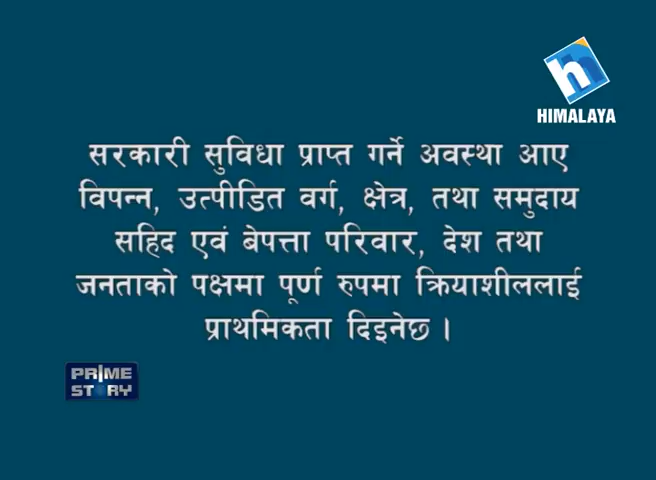 HIMALAYA
सरकारी सुविधा प्राप्त गर्ने अवस्था आए
विपन्न, उत्पीडित वर्ग, क्षेत्र, तथा समुदाय
सहिद एवं बेपत्ता परिवार, देश तथा
जनताको पक्षमा पूर्ण रुपमा क्रियाशीललाई
प्राथमिकता दिइनेछ ।
PRIME
STORY